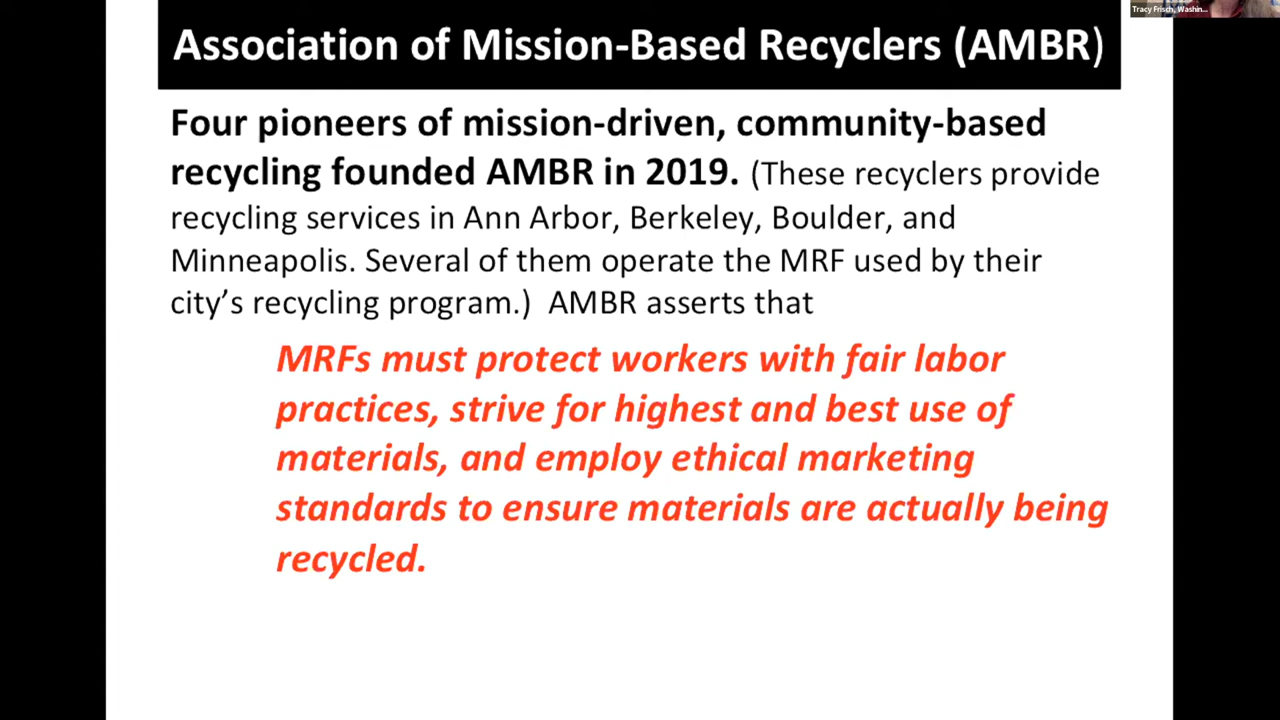 Tracy Frisch, Washin...
Association of Mission-Based Recyclers (AMBR)
Four pioneers of mission-driven, community-based
recycling founded AMBR in 2019. (These recyclers provide
recycling services in Ann Arbor, Berkeley, Boulder, and
Minneapolis. Several of them operate the MRF used by their
city’s recycling program.) AMBR asserts that
MRFs must protect workers with fair labor
practices, strive for highest and best use of
materials, and employ ethical marketing
standards to ensure materials are actually being
recycled.